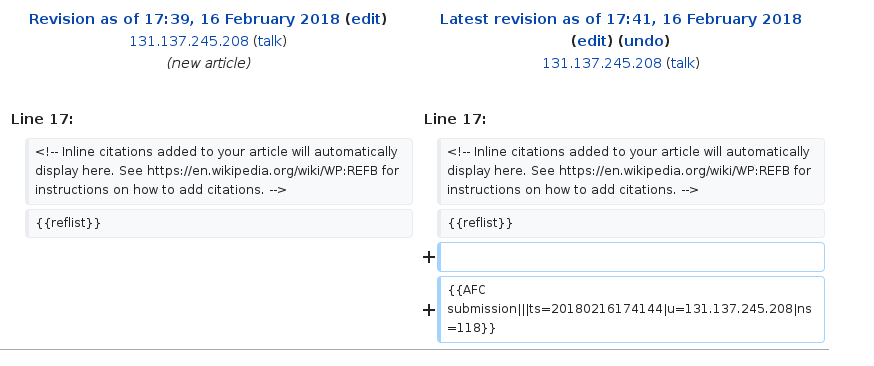 Revision as of 17:39, 16 February 2018 (edit)
131.137.245.208 (talk)
(new article)
Latest revision as of 17:41, 16 February 2018
(edit) (undo)
131.137.245.208 (talk)
Line 17:
Line 17:
<!-- Inline citations added to your article will automatically
display here. See https://en.wikipedia.org/wiki/WP:REFB for
instructions on how to add citations. -->
<!-- Inline citations added to your article will automatically
display here. See https://en.wikipedia.org/wiki/WP:REFB for
instructions on how to add citations. -->
{{reflist}}
{{reflist}}
+
+
{{AFC
submission|||ts=20180216174144|u=131.137.245.208|ns
=118}}